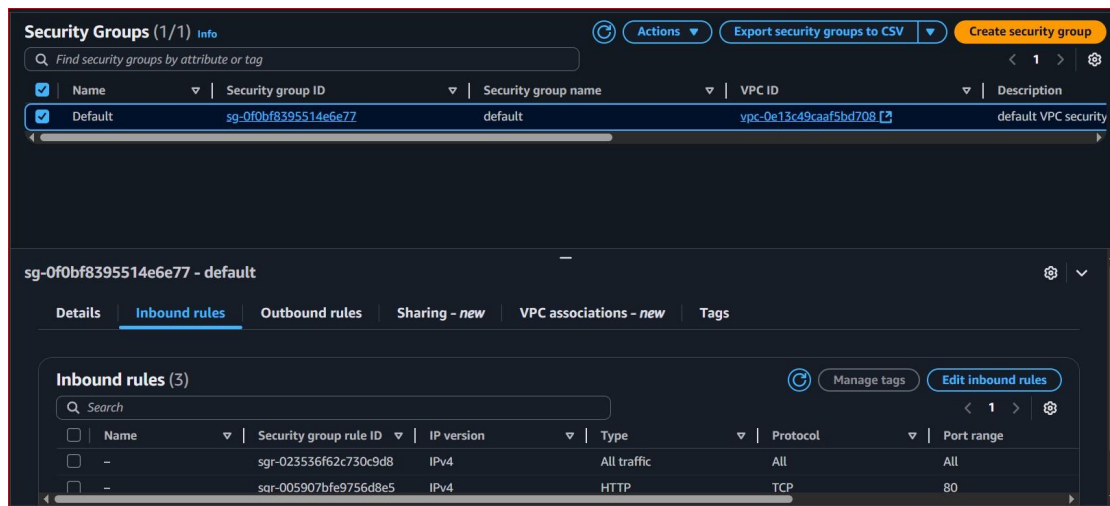 Security Groups (1/1) Info
Actions Export security groups to CSV Create security group
Find security groups by attribute or tag
1
Name Security group ID Security group name VPC ID Description
Default sg-0f0bf8395514e6e77 default vpc-0e13c49caaf5bd708 default VPC security
sg-0f0bf8395514e6e77 - default
Details Inbound rules Outbound rules Sharing - new VPC associations - new Tags
Inbound rules (3)
Manage tags Edit inbound rules
Search
1
Name Security group rule ID IP version Type Protocol Port range
– sgr-023536f62c730c9d8 IPv4 All traffic All All
– sgr-005907bfe9756d8e5 IPv4 HTTP TCP 80